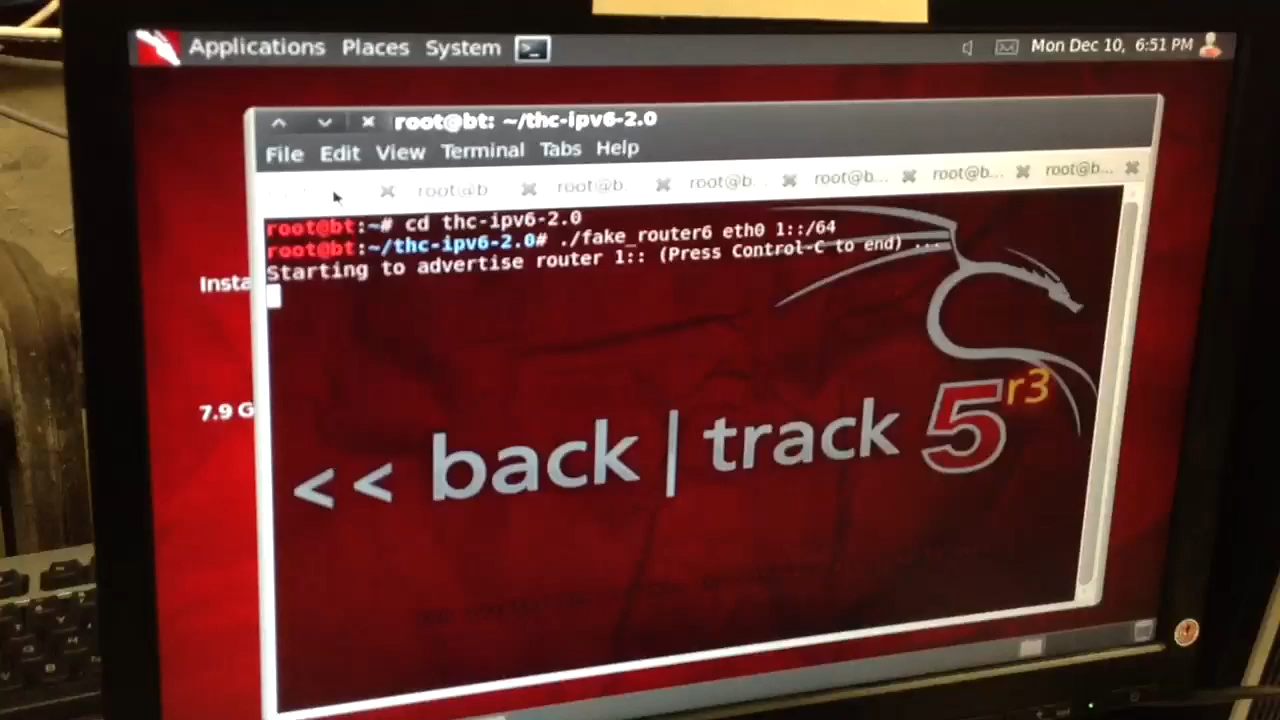 Applications Places System
Mon Dec 10, 6:51 PM
root@bt: ~/thc-ipv6-2.0
File Edit View Terminal Tabs Help
root@b root@b... root@b... root@b... root@b... root@b...
root@bt:~# cd thc-ipv6-2.0
root@bt:~/thc-ipv6-2.0# ./fake_router6 eth0 1::/64
Starting to advertise router 1:: (Press Control-C to end) ...
Insta
7.9 G
<< back | track 5 r3